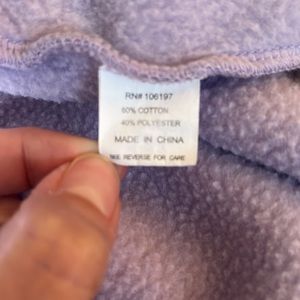 RN# 106197
60% COTTON
40% POLYESTER
MADE IN CHINA
SEE REVERSE FOR CARE